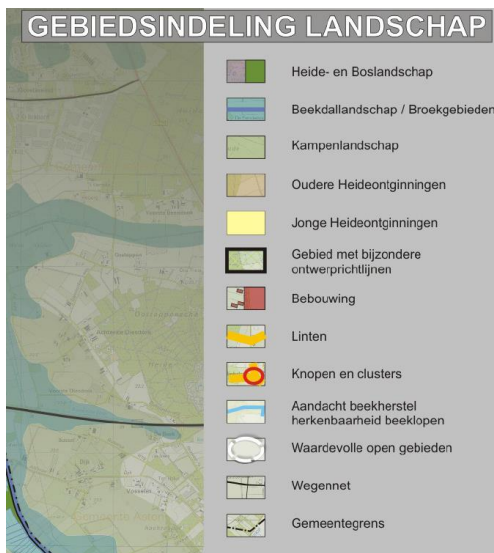 GEBIEDSINDELING LANDSCHAP
Heide- en Boslandschap
Beekdallandschap / Broekgebieden
Kampenlandschap
Oudere Heideontginningen
Jonge Heideontginningen
Gebied met bijzondere
ontwerprichtlijnen
Bebouwing
Linten
Knopen en clusters
Aandacht beekherstel
herkenbaarheid beeklopen
Waardevolle open gebieden
Wegennet
Gemeentegrens